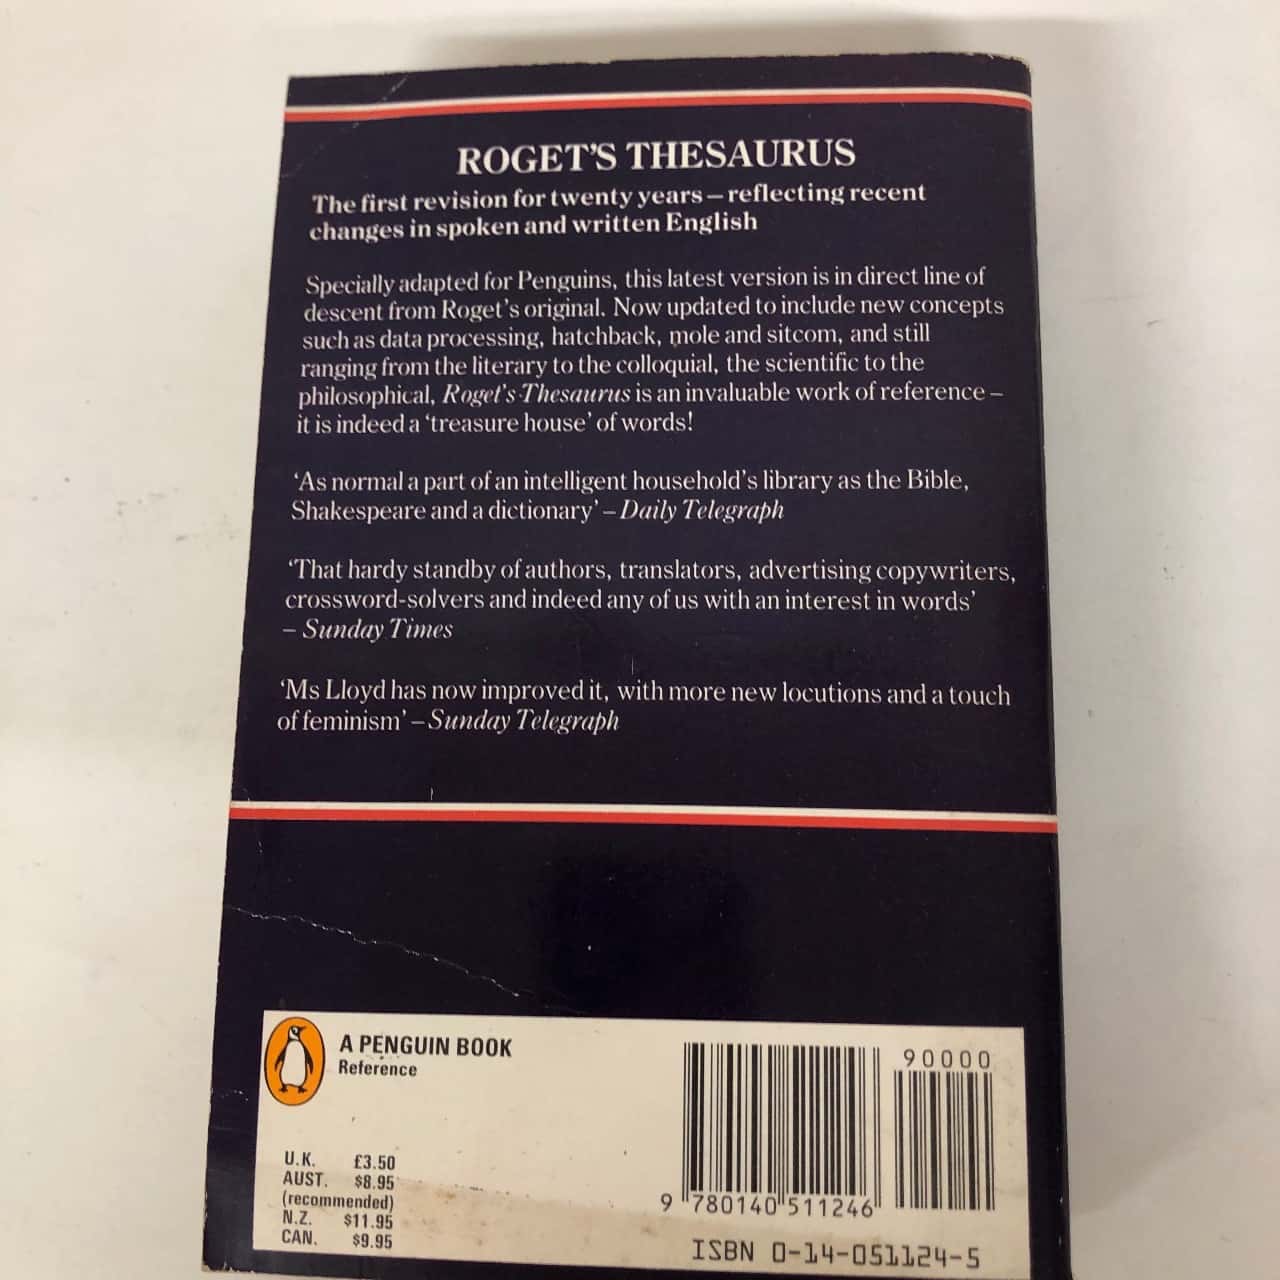 ROGET'S THESAURUS
The first revision for twenty years – reflecting recent
changes in spoken and written English
Specially adapted for Penguins, this latest version is in direct line of
descent from Roget's original. Now updated to include new concepts
such as data processing, hatchback, mole and sitcom, and still
ranging from the literary to the colloquial, the scientific to the
philosophical, Roget's Thesaurus is an invaluable work of reference –
it is indeed a ‘treasure house’ of words!
‘As normal a part of an intelligent household's library as the Bible,
Shakespeare and a dictionary’ – Daily Telegraph
‘That hardy standby of authors, translators, advertising copywriters,
crossword-solvers and indeed any of us with an interest in words’
– Sunday Times
‘Ms Lloyd has now improved it, with more new locutions and a touch
of feminism’ – Sunday Telegraph
A PENGUIN BOOK
Reference
U.K. £3.50
AUST. $8.95
(recommended)
N.Z. $11.95
CAN. $9.95
90000
9 780140 511246
ISBN 0-14-051124-5